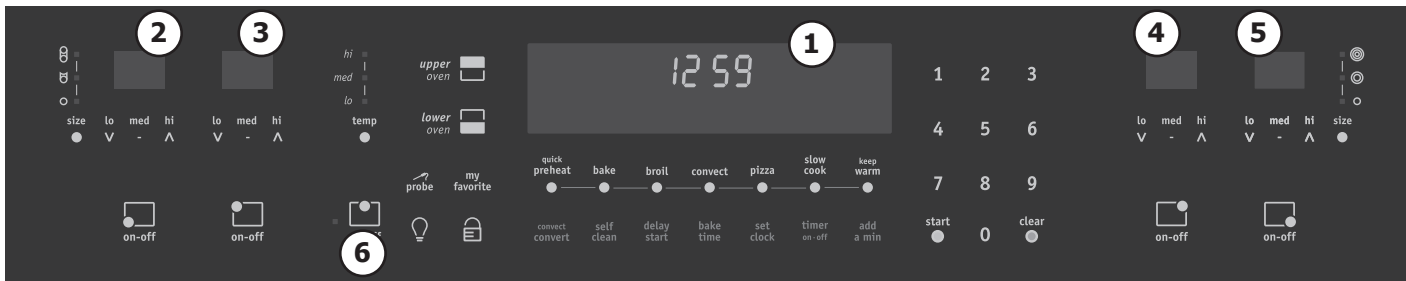 2
3
size
lo med hi
lo med hi
on-off
on-off
hi
med
lo
temp
6
upper
oven
lower
oven
probe
my
favorite
1
12 59
quick
preheat
bake
broil
convect
pizza
slow
cook
keep
warm
convect
convert
self
clean
delay
start
bake
time
set
clock
timer
on-off
add
a min
1 2 3
4 5 6
7 8 9
start
0
clear
4
5
lo med hi
lo med hi
size
on-off
on-off